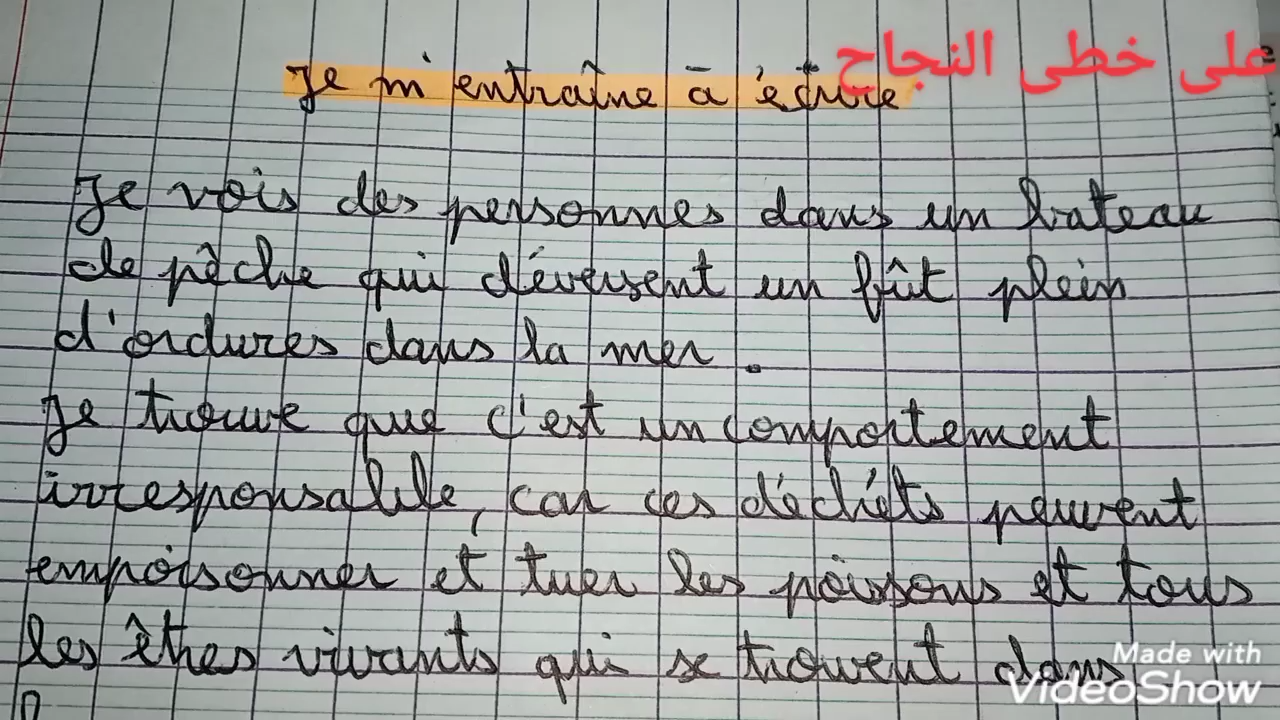 على خطى النجاح
Je m'entraîne à écrire
Je vois des personnes dans un bateau
de pêche qui déversent un fût plein
d'ordures dans la mer.
Je trouve que c'est un comportement
irresponsable, car ces déchéts peuvent
empoisonner et tuer les poissons et tous
les êtres vivants qui se trouvent dans
Made with
VideoShow